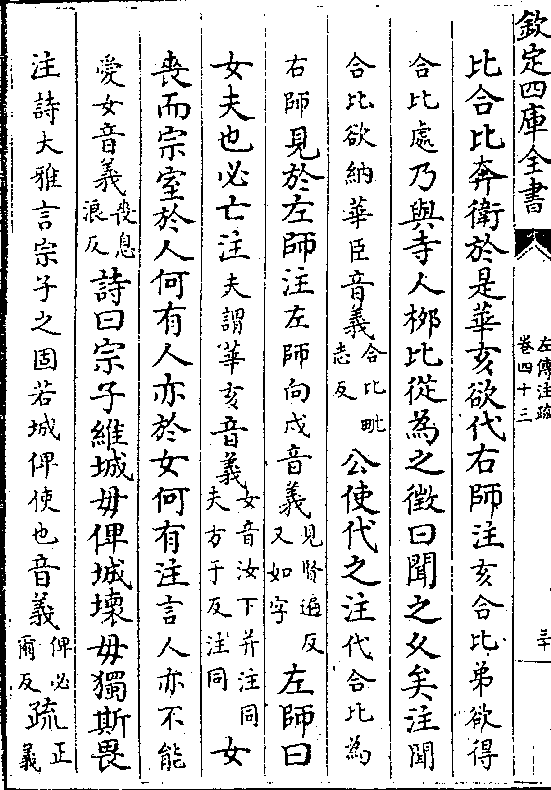 欽定四庫全書
左傳注疏
卷四十三
三十
比合比奔衛於是華亥欲代右師注亥合比弟欲得
合比處乃與寺人栁比從為之徵曰聞之乆矣注聞
合比欲納華臣音義合比毗志反公使代之注代合比為
右師見於左師注左師向戌音義見賢遍反又如字左師曰
女夫也必亡注夫謂華亥音義女音汝下并注同夫方于反注同女
喪而宗室於人何有人亦於女何有注言人亦不能
愛女音義喪息浪反詩曰宗子維城毋俾城壞毋獨斯畏
注詩大雅言宗子之固若城俾使也音義俾必爾反疏正義